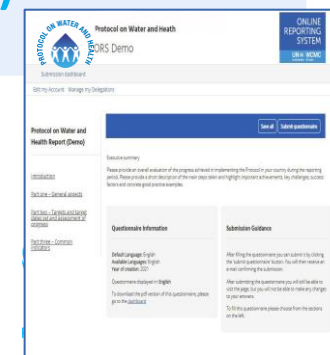 PROTOCOL ON WATER AND HEALTH
Protocol on Water and Heath
ORS Demo
ONLINE
REPORTING
SYSTEM
UN WCMC
Submission dashboard
Edit my Account Manage my Delegations
Protocol on Water and
Health Report (Demo)
Introduction
Part one – General aspects
Part two – Targets and target
dates set and assessment of
progress
Part three – Common
indicators
Save all Submit questionnaire
Executive summary
Please provide an overall evaluation of the progress achieved in implementing the Protocol in your country during the reporting
period. Please provide a short description of the main steps taken and highlight important achievements, key challenges, success
factors and concrete good practice examples.
Questionnaire Information
Default Language: English
Available Languages: English
Year of creation: 2021
Questionnaire displayed in English
To download the pdf version of this questionnaire, please
go to the dashboard
Submission Guidance
After filling the questionnaire you can submit it by clicking
the submit questionnaire button. You will then receive an
e-mail confirming the submission.
After submitting the questionnaire you will still be able to
visit the page, but you will not be able to make any changes
to your answers.
To fill this questionnaire please choose from the sections
on the left.